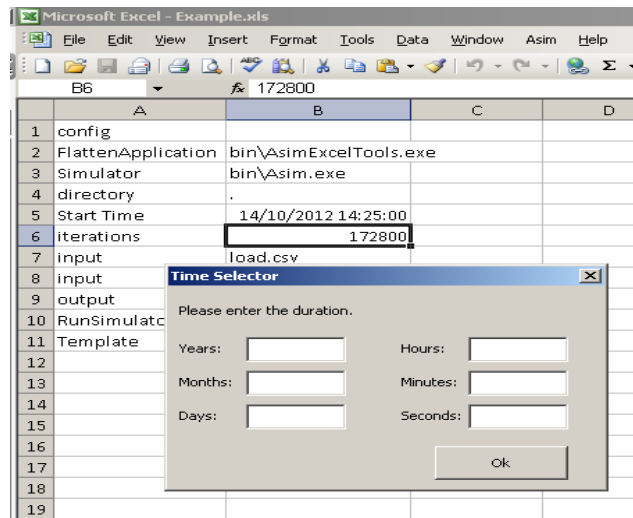 Microsoft Excel - Example.xls
File Edit View Insert Format Tools Data Window Asim Help
B6 fx 172800
A B C D
1 config
2 FlattenApplication bin\AsimExcelTools.exe
3 Simulator bin\Asim.exe
4 directory .
5 Start Time 14/10/2012 14:25:00
6 iterations 172800
7 input load.csv
8 input
9 output
10 RunSimulato
11 Template
12
13
14
15
16
17
18
19
Time Selector
Please enter the duration.
Years: Hours:
Months: Minutes:
Days: Seconds:
Ok